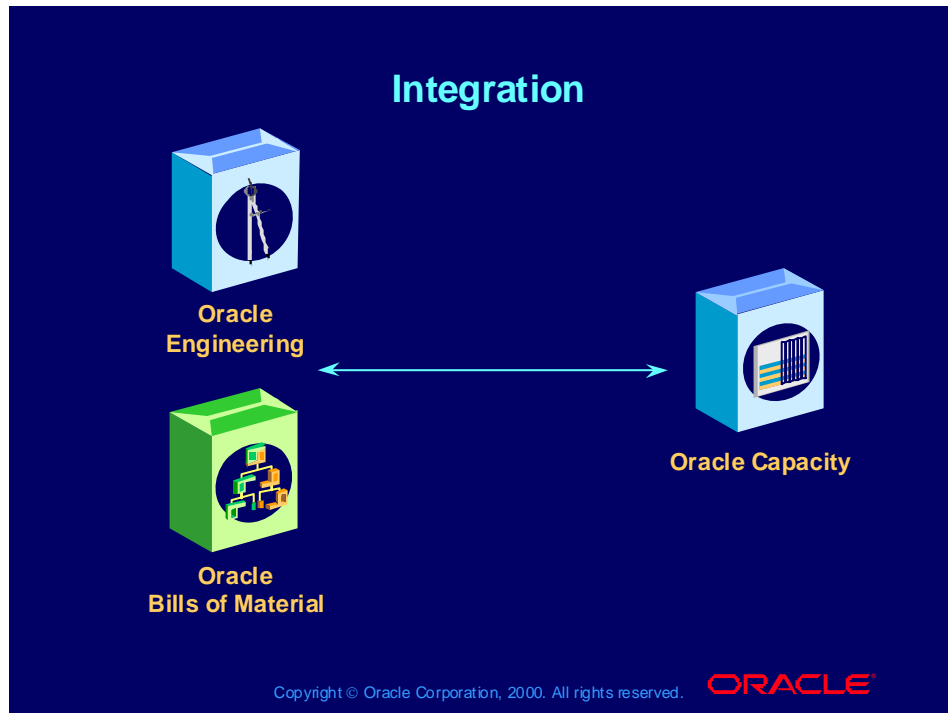 Integration
Oracle
Engineering
Oracle Capacity
Oracle
Bills of Material
Copyright © Oracle Corporation, 2000. All rights reserved.
ORACLE®